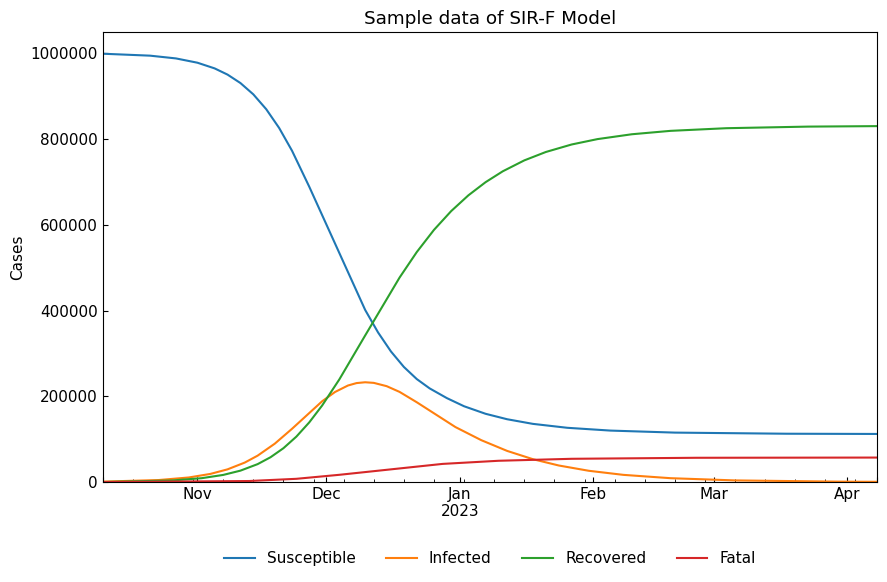 Sample data of SIR-F Model
1000000
800000
600000
400000
200000
0
Cases
Nov Dec Jan Feb Mar Apr
2023
Susceptible Infected Recovered Fatal